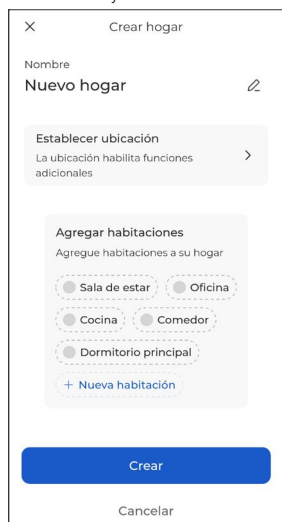 Crear hogar
Nombre
Nuevo hogar
Establecer ubicación
La ubicación habilita funciones
adicionales
Agregar habitaciones
Agregue habitaciones a su hogar
Sala de estar Oficina
Cocina Comedor
Dormitorio principal
+ Nueva habitación
Crear
Cancelar